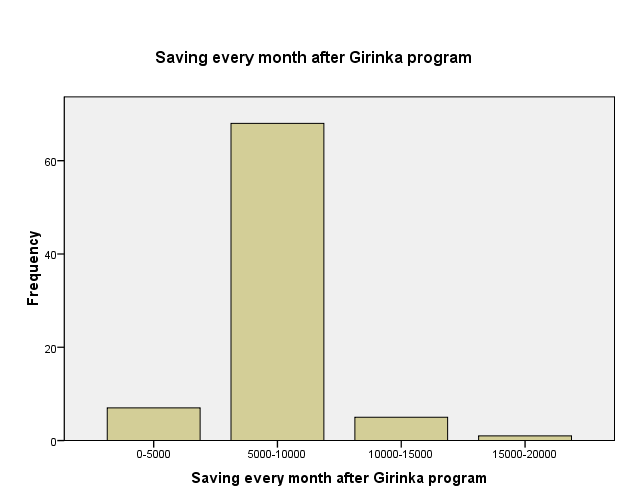 Saving every month after Girinka program
Frequency
60
40
20
0
0-5000
5000-10000
10000-15000
15000-20000
Saving every month after Girinka program